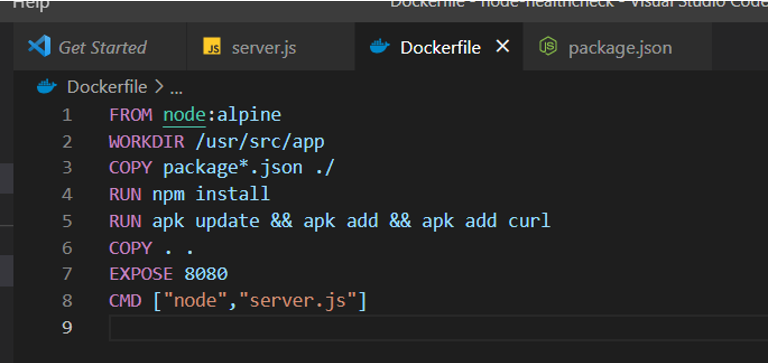 Help
Dockerfile - node-healthcheck - Visual Studio Code
Get Started
JS server.js
Dockerfile ×
JS package.json
Dockerfile > ...
1 FROM node:alpine
2 WORKDIR /usr/src/app
3 COPY package*.json ./
4 RUN npm install
5 RUN apk update && apk add && apk add curl
6 COPY . .
7 EXPOSE 8080
8 CMD ["node","server.js"]
9